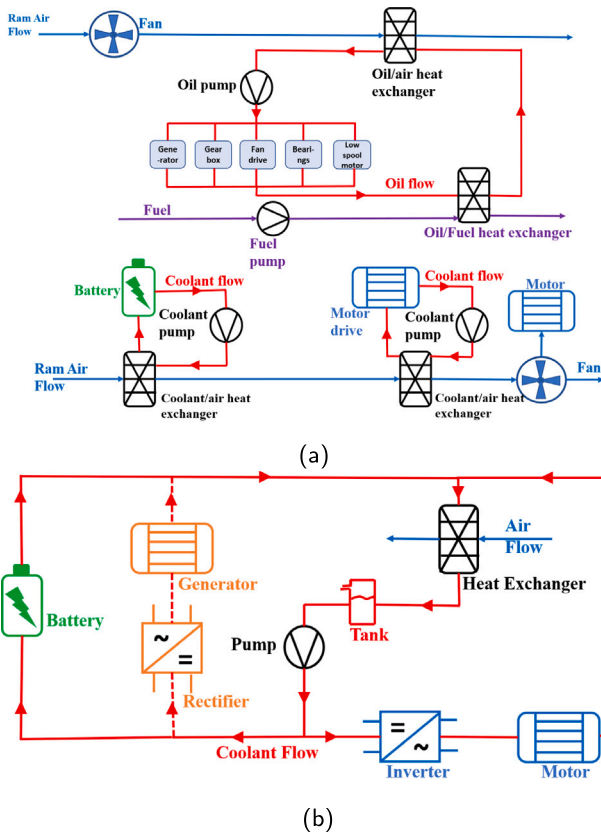 Ram Air
Flow
Fan
Oil/air heat
exchanger
Oil pump
Gene
-rator
Gear
box
Fan
drive
Beari-
ngs
Low
spool
motor
Oil flow
Fuel
Fuel
pump
Oil/Fuel heat exchanger
Battery
Coolant flow
Coolant
pump
Ram Air
Flow
Coolant/air heat
exchanger
Motor
drive
Coolant flow
Coolant
pump
Coolant/air heat
exchanger
Motor
Fan
(a)
Battery
Generator
Rectifier
~
=
Air
Flow
Heat Exchanger
Tank
Pump
Coolant Flow
=
~
Inverter
Motor
(b)